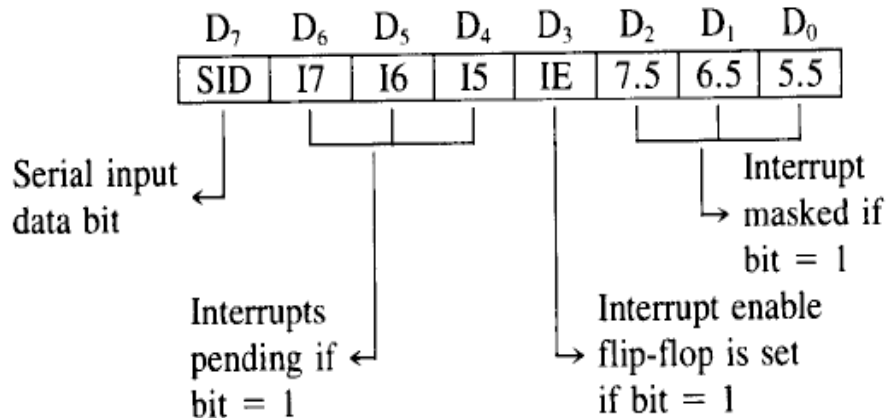 D₇ D₆ D₅ D₄ D₃ D₂ D₁ D₀
SID I7 I6 I5 IE 7.5 6.5 5.5
Serial input
data bit
Interrupts
pending if
bit = 1
Interrupt enable
flip-flop is set
if bit = 1
Interrupt
masked if
bit = 1